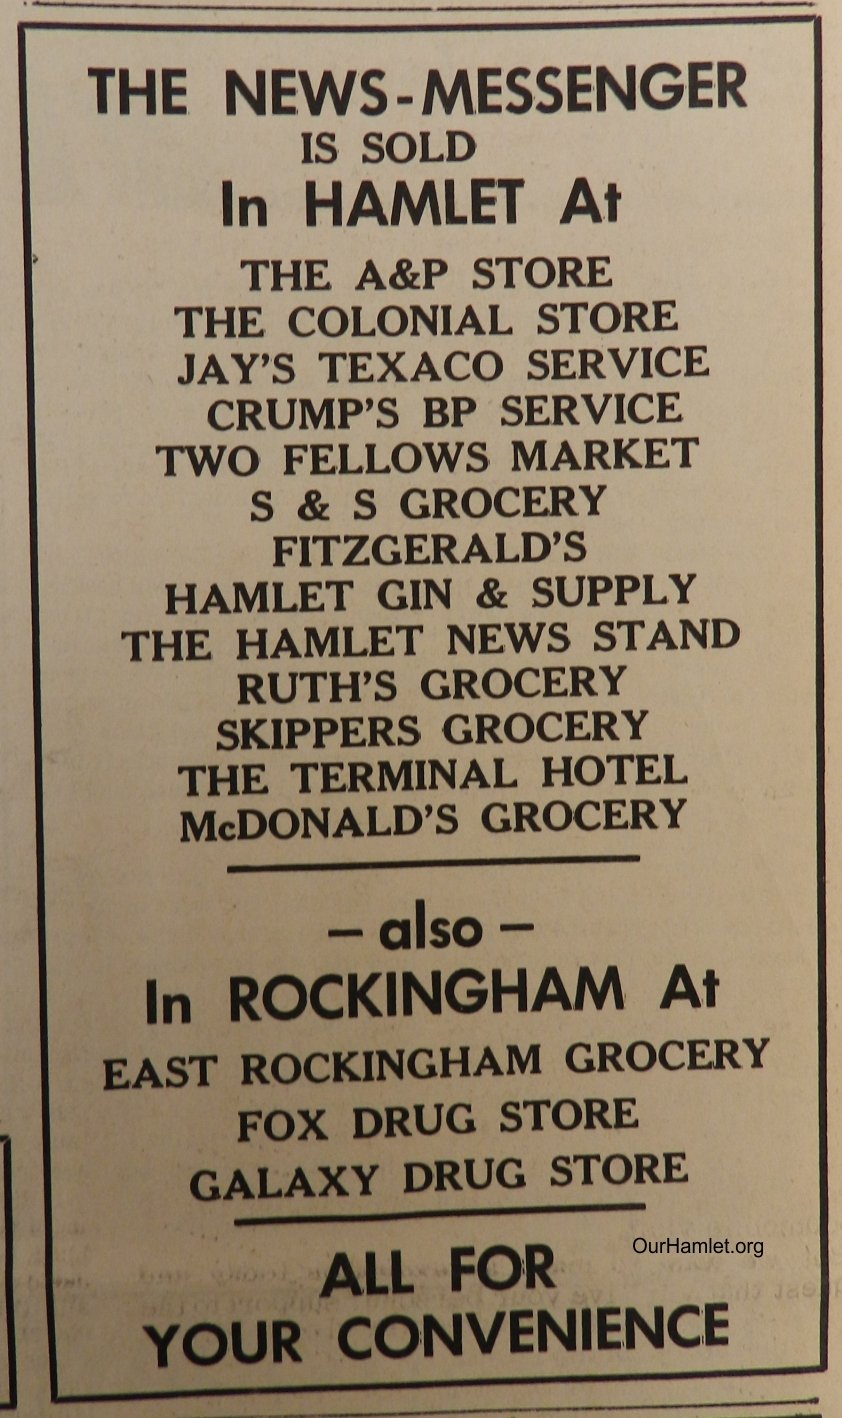 THE NEWS-MESSENGER
IS SOLD
In HAMLET At
THE A&P STORE
THE COLONIAL STORE
JAY'S TEXACO SERVICE
CRUMP'S BP SERVICE
TWO FELLOWS MARKET
S & S GROCERY
FITZGERALD'S
HAMLET GIN & SUPPLY
THE HAMLET NEWS STAND
RUTH'S GROCERY
SKIPPERS GROCERY
THE TERMINAL HOTEL
McDONALD'S GROCERY
– also –
In ROCKINGHAM At
EAST ROCKINGHAM GROCERY
FOX DRUG STORE
GALAXY DRUG STORE
OurHamlet.org
ALL FOR
YOUR CONVENIENCE